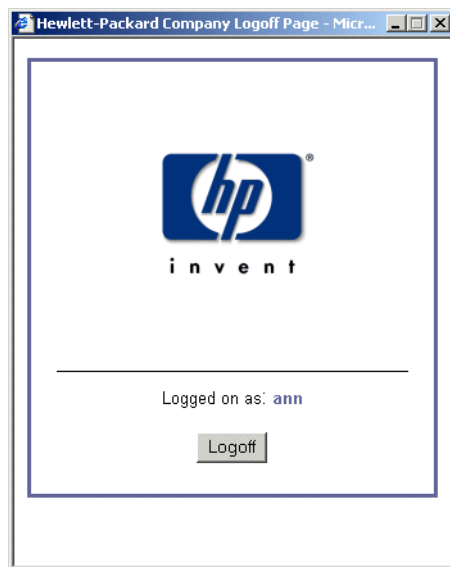 Hewlett-Packard Company Logoff Page - Micr...
hp
®
invent
Logged on as: ann
Logoff